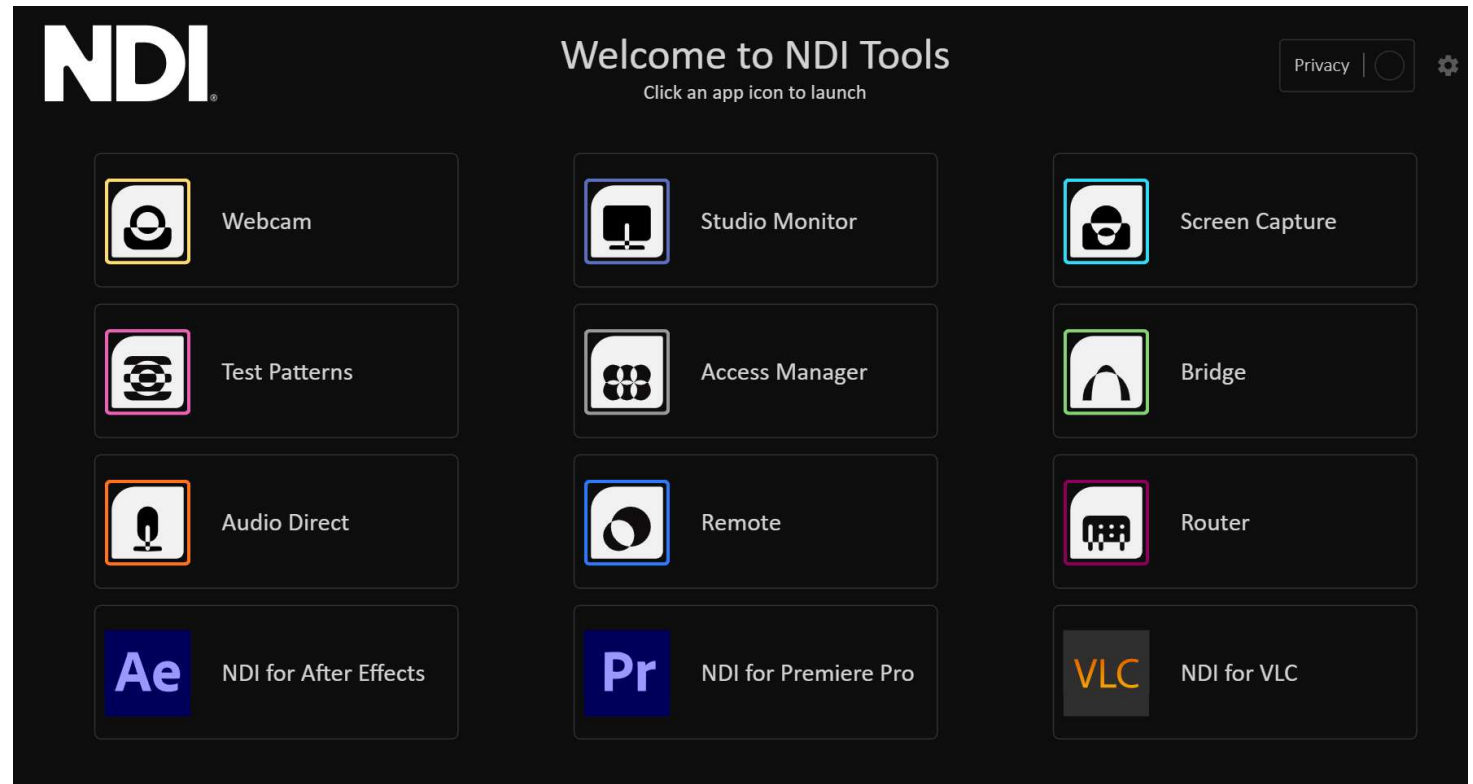 NDI®
Welcome to NDI Tools
Click an app icon to launch
Privacy
Webcam
Studio Monitor
Screen Capture
Test Patterns
Access Manager
Bridge
Audio Direct
Remote
Router
Ae
NDI for After Effects
Pr
NDI for Premiere Pro
VLC
NDI for VLC